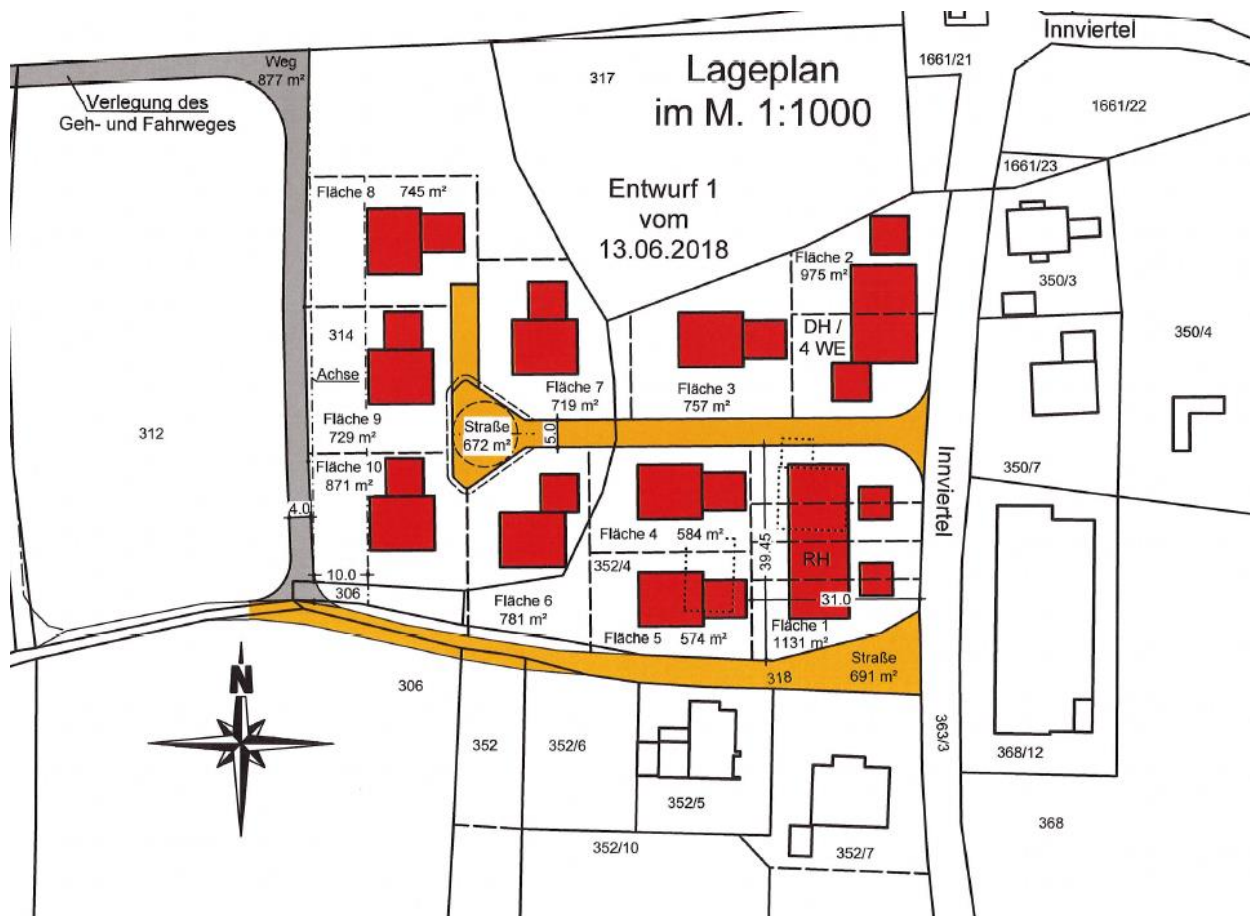 Innviertel
Weg
877 m²
Verlegung des
Geh- und Fahrweges
317
Lageplan
im M. 1:1000
1661/21
1661/22
1661/23
Entwurf 1
vom
13.06.2018
Fläche 8 745 m²
Fläche 2
975 m²
350/3
350/4
DH /
4 WE
314
Achse
Fläche 7
719 m²
Fläche 3
757 m²
Fläche 9
729 m²
312
Straße
672 m²
5.0
Fläche 10
871 m²
350/7
Innviertel
4.0
Fläche 4 584 m²
39.45
RH
352/4
10.0
306
Fläche 6
781 m²
31.0
Fläche 5 574 m²
Fläche 1
1131 m²
Straße
691 m²
318
N
306
352
352/6
363/3
368/12
352/5
368
352/10
352/7